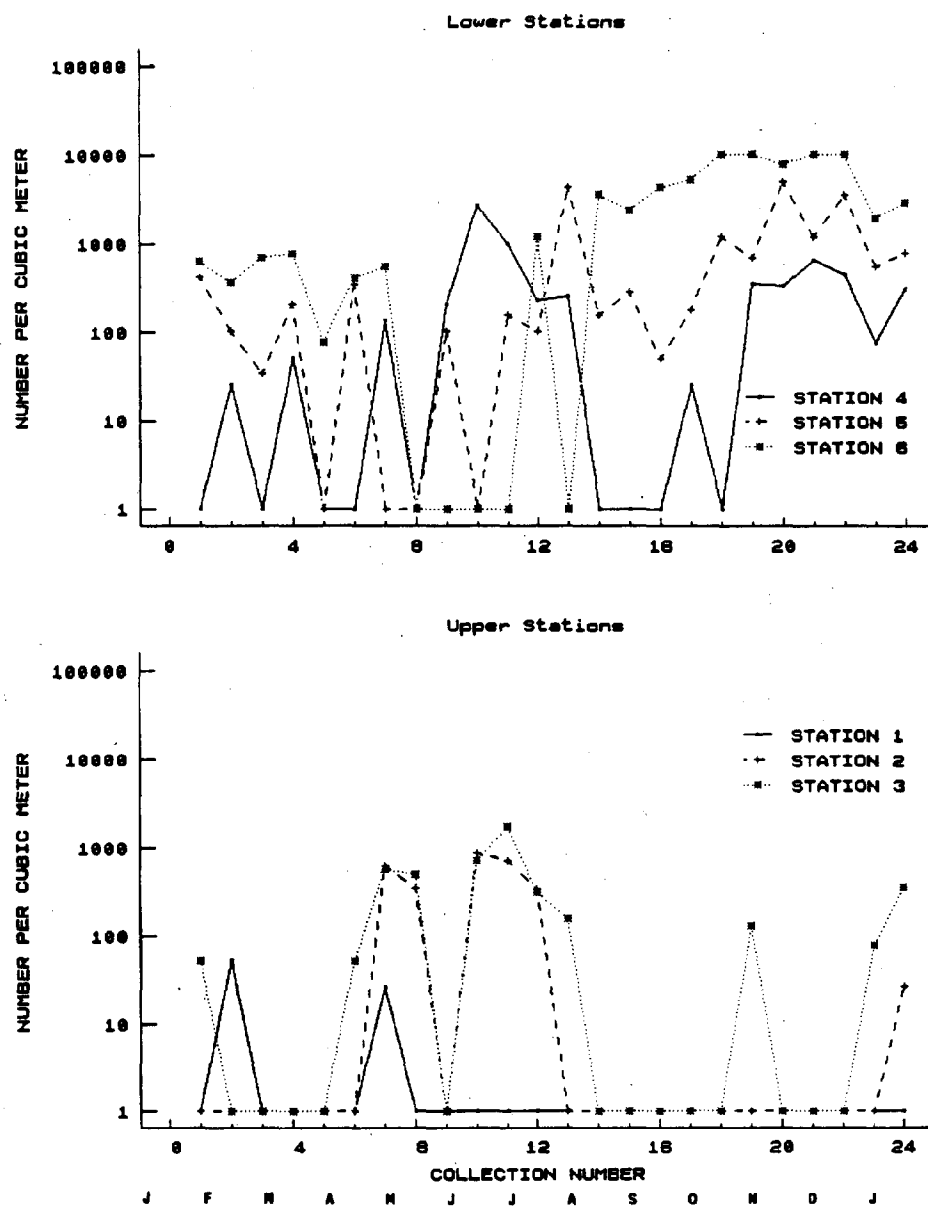 Lower Stations
NUMBER PER CUBIC METER
100000
10000
1000
100
10
1
STATION 4
STATION 5
STATION 6
0 4 8 12 16 20 24
Upper Stations
NUMBER PER CUBIC METER
100000
10000
1000
100
10
1
STATION 1
STATION 2
STATION 3
0 4 8 12 16 20 24
COLLECTION NUMBER
J F M A M J J A S O N D J